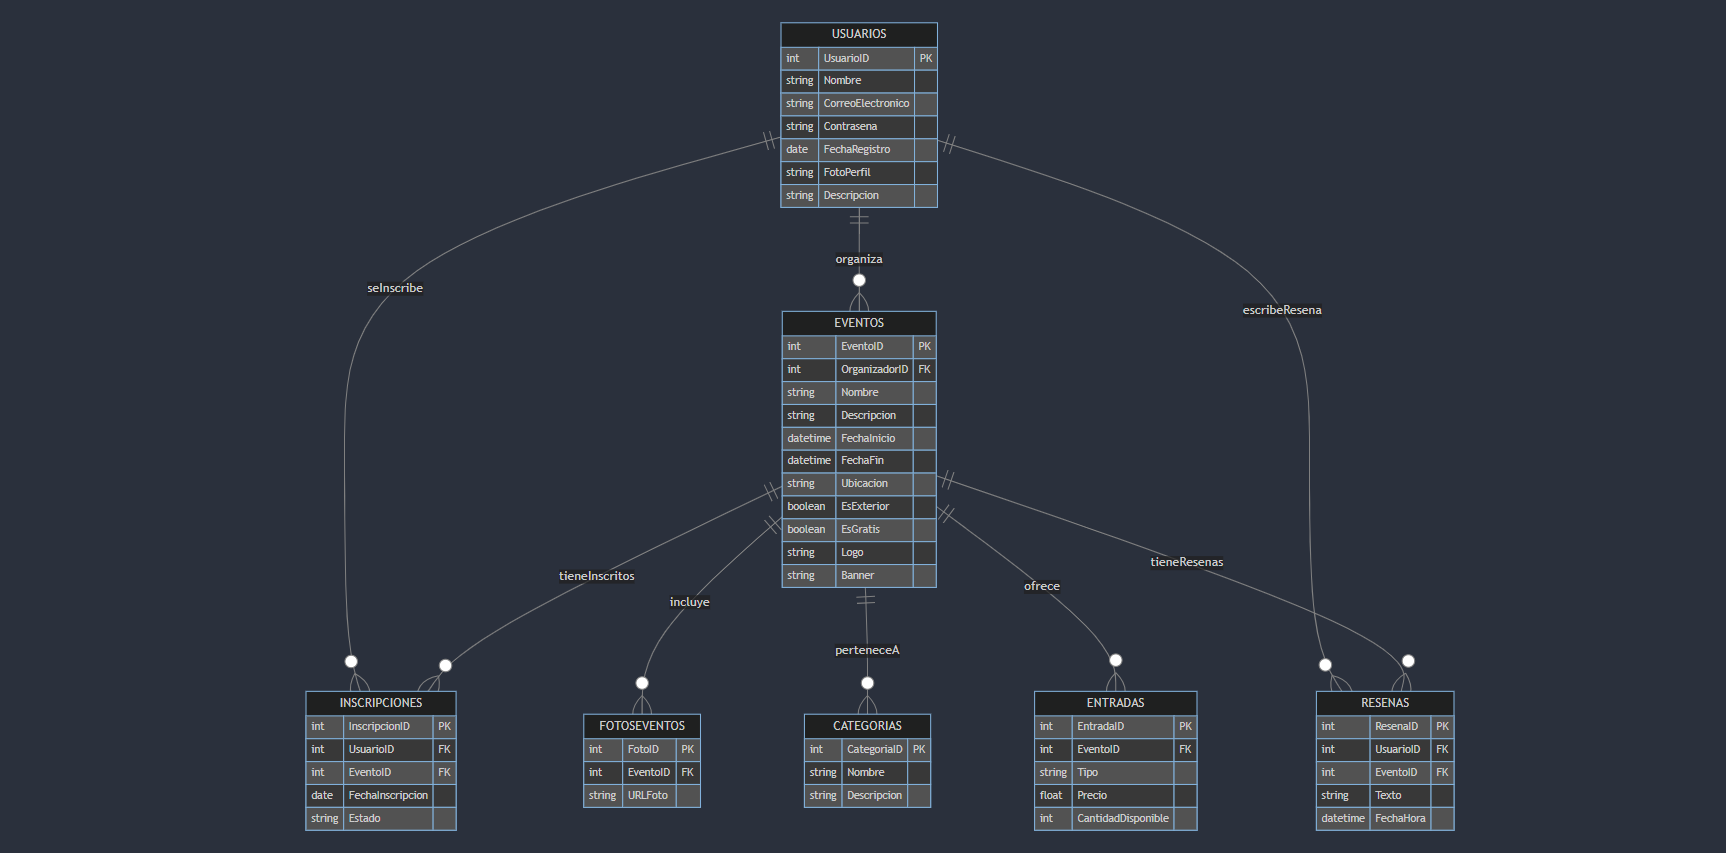 USUARIOS
int UsuarioID PK
string Nombre
string CorreoElectronico
string Contrasena
date FechaRegistro
string FotoPerfil
string Descripcion
organiza
seInscribe
escribeResena
EVENTOS
int EventoID PK
int OrganizadorID FK
string Nombre
string Descripcion
datetime FechaInicio
datetime FechaFin
string Ubicacion
boolean EsExterior
boolean EsGratis
string Logo
string Banner
tieneInscritos
incluye
perteneceA
ofrece
tieneResenas
INSCRIPCIONES
int InscripcionID PK
int UsuarioID FK
int EventoID FK
date FechaInscripcion
string Estado
FOTOSEVENTOS
int FotoID PK
int EventoID FK
string URLFoto
CATEGORIAS
int CategoriaID PK
string Nombre
string Descripcion
ENTRADAS
int EntradaID PK
int EventoID FK
string Tipo
float Precio
int CantidadDisponible
RESENAS
int ResenaID PK
int UsuarioID FK
int EventoID FK
string Texto
datetime FechaHora